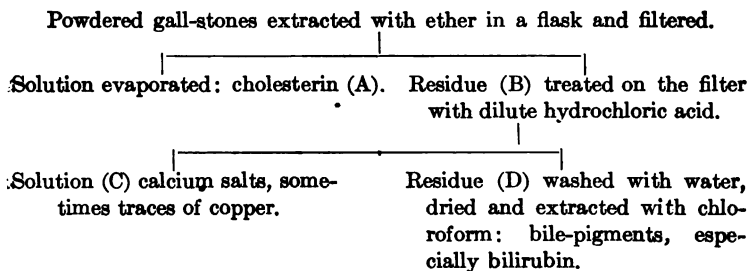 Powdered gall-stones extracted with ether in a flask and filtered.
Solution evaporated: cholesterin (A).
Residue (B) treated on the filter
with dilute hydrochloric acid.
Solution (C) calcium salts, some-
times traces of copper.
Residue (D) washed with water,
dried and extracted with chlo-
roform: bile-pigments, espe-
cially bilirubin.